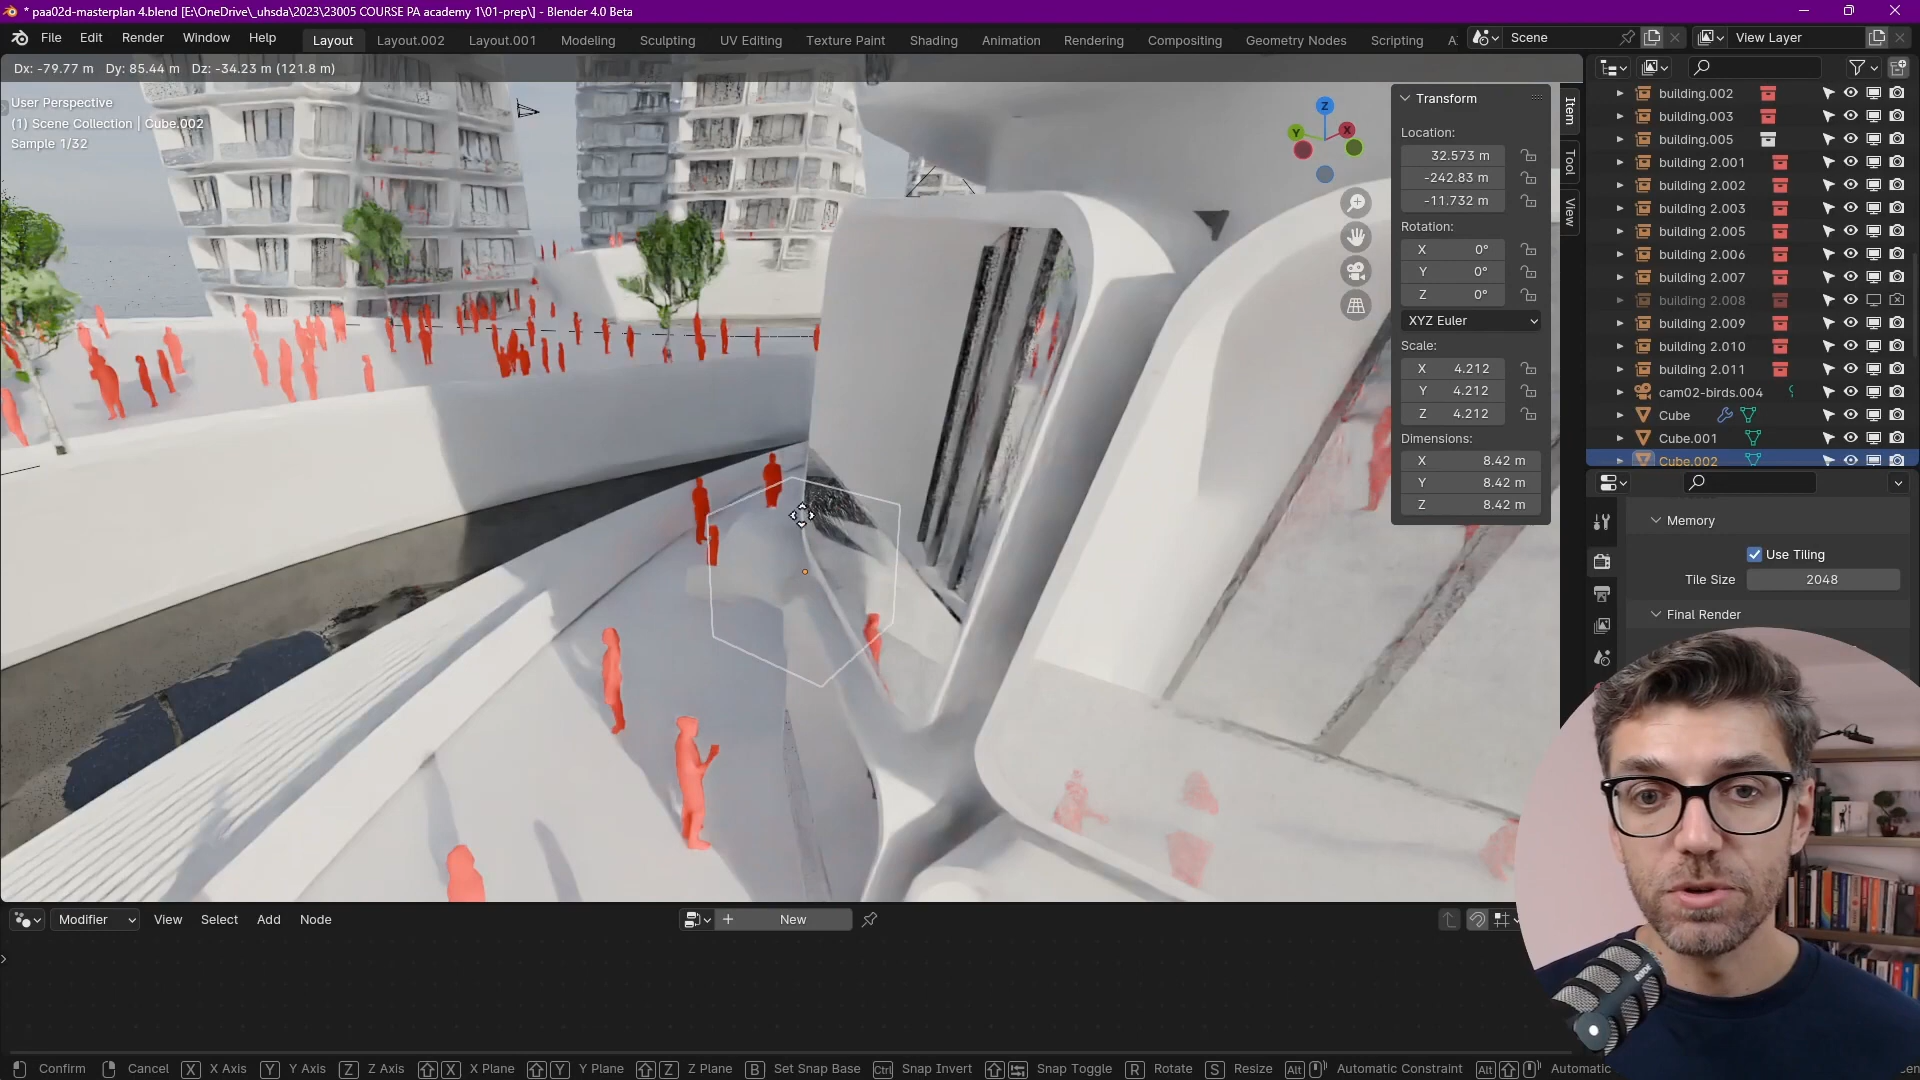 * paa02d-masterplan 4.blend [E:\OneDrive\_uhsda\2023\23005 COURSE PA academy 1\01-prep\] - Blender 4.0 Beta
File Edit Render Window Help Layout Layout.002 Layout.001 Modeling Sculpting UV Editing Texture Paint Shading Animation Rendering Compositing Geometry Nodes Scripting Scene View Layer
Dx: -79.77 m Dy: 85.44 m Dz: -34.23 m (121.8 m)
User Perspective
(1) Scene Collection | Cube.002
Sample 1/32
Z
Y
X
Transform
Location:
32.573 m
-242.83 m
-11.732 m
Rotation:
X 0°
Y 0°
Z 0°
XYZ Euler
Scale:
X 4.212
Y 4.212
Z 4.212
Dimensions:
X 8.42 m
Y 8.42 m
Z 8.42 m
Item
Tool
View
building.002
building.003
building.005
building 2.001
building 2.002
building 2.003
building 2.005
building 2.006
building 2.007
building 2.008
building 2.009
building 2.010
building 2.011
cam02-birds.004
Cube
Cube.001
Cube.002
Memory
Use Tiling
Tile Size 2048
Final Render
Modifier View Select Add Node New
Confirm Cancel X X Axis Y Y Axis Z Z Axis X X Plane Y Y Plane Z Z Plane B Set Snap Base Ctrl Snap Invert Snap Toggle R Rotate S Resize Alt Automatic Constraint Alt Automatic